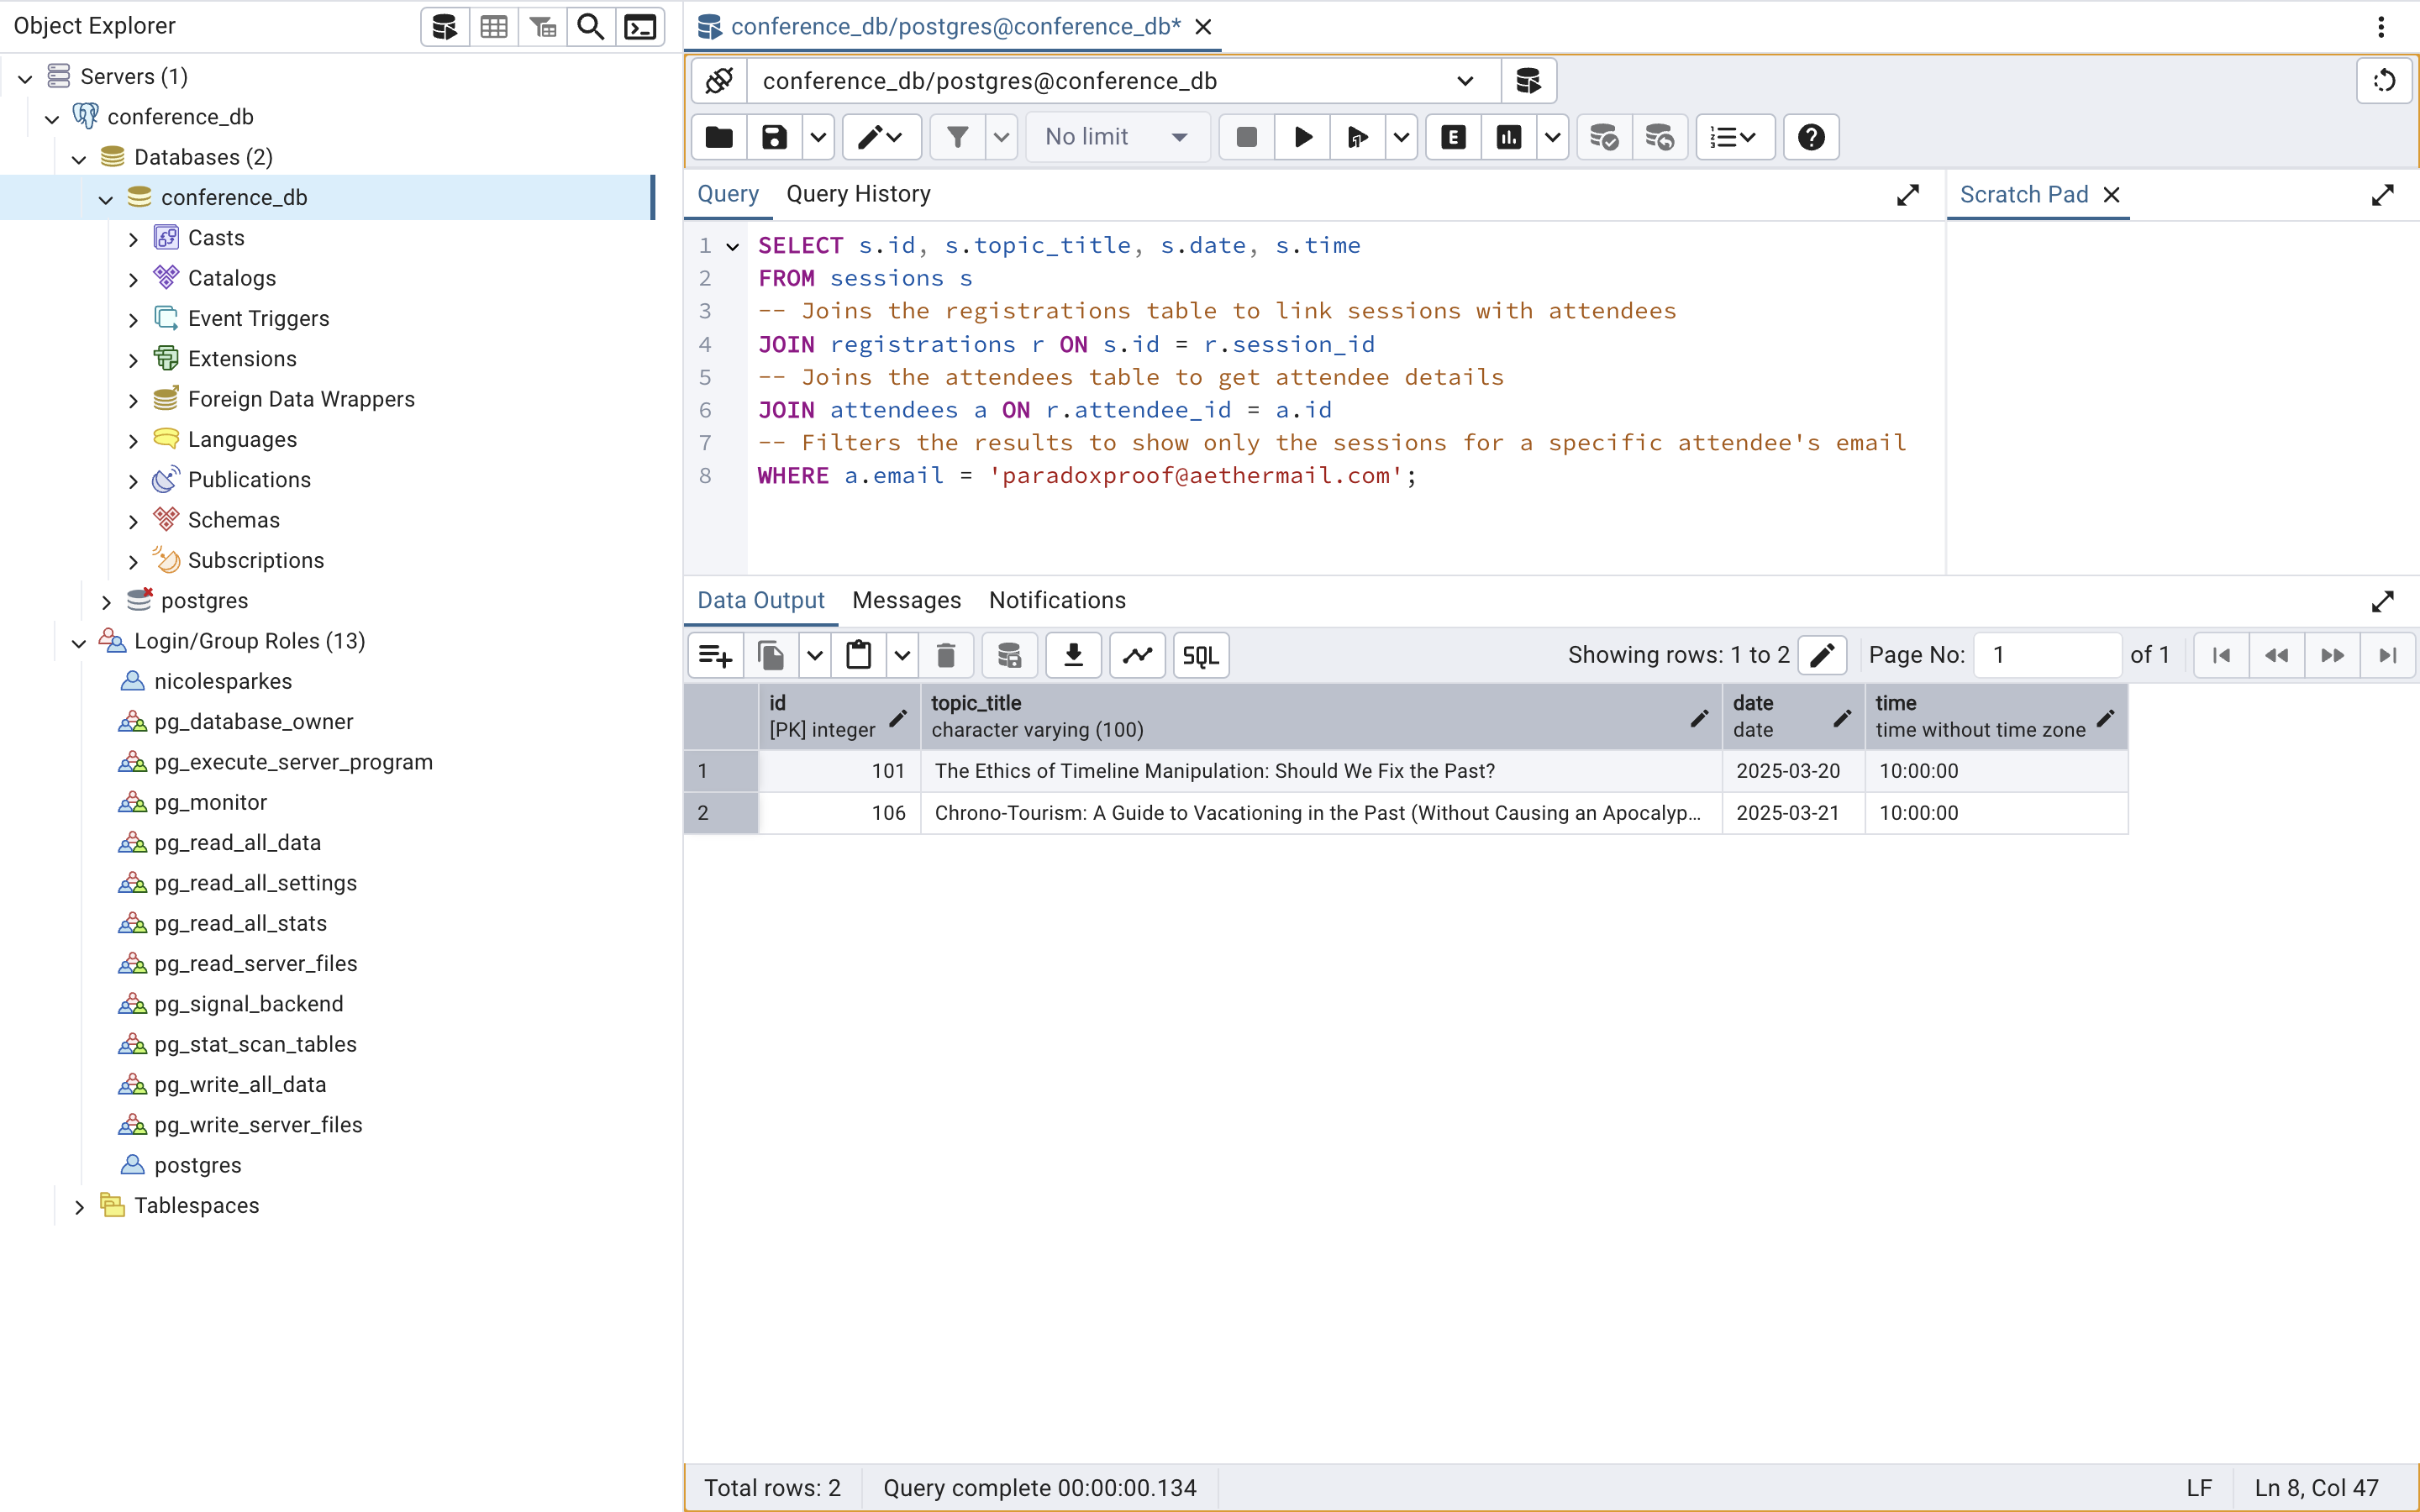 Object Explorer
Servers (1)
conference_db
Databases (2)
conference_db
Casts
Catalogs
Event Triggers
Extensions
Foreign Data Wrappers
Languages
Publications
Schemas
Subscriptions
postgres
Login/Group Roles (13)
nicolesparkes
pg_database_owner
pg_execute_server_program
pg_monitor
pg_read_all_data
pg_read_all_settings
pg_read_all_stats
pg_read_server_files
pg_signal_backend
pg_stat_scan_tables
pg_write_all_data
pg_write_server_files
postgres
Tablespaces
conference_db/postgres@conference_db*
conference_db/postgres@conference_db
No limit
E
Query Query History
Scratch Pad
1 SELECT s.id, s.topic_title, s.date, s.time
2 FROM sessions s
3 -- Joins the registrations table to link sessions with attendees
4 JOIN registrations r ON s.id = r.session_id
5 -- Joins the attendees table to get attendee details
6 JOIN attendees a ON r.attendee_id = a.id
7 -- Filters the results to show only the sessions for a specific attendee's email
8 WHERE a.email = 'paradoxproof@aethermail.com';
Data Output Messages Notifications
SQL Showing rows: 1 to 2 Page No: 1 of 1
id topic_title date time
[PK] integer character varying (100) date time without time zone
1 101 The Ethics of Timeline Manipulation: Should We Fix the Past? 2025-03-20 10:00:00
2 106 Chrono-Tourism: A Guide to Vacationing in the Past (Without Causing an Apocalyp... 2025-03-21 10:00:00
Total rows: 2 Query complete 00:00:00.134 LF Ln 8, Col 47